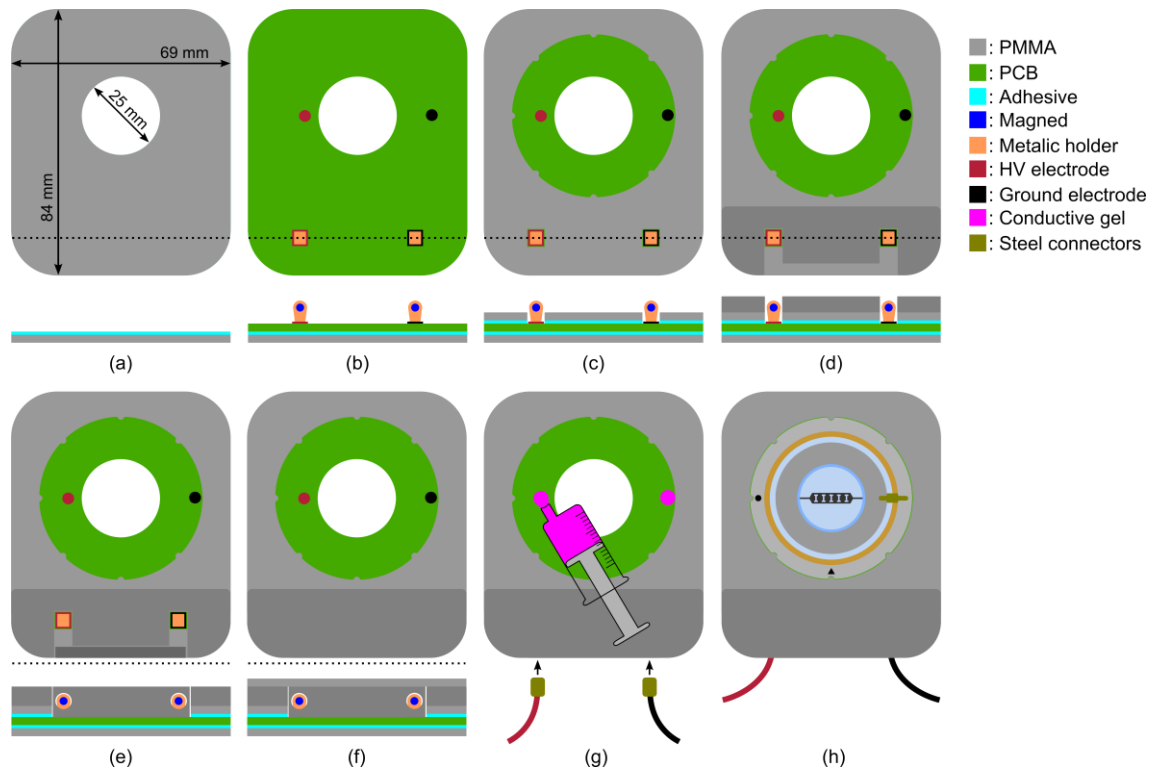 69 mm
25 mm
84 mm
: PMMA
: PCB
: Adhesive
: Magned
: Metalic holder
: HV electrode
: Ground electrode
: Conductive gel
: Steel connectors
(a)
(b)
(c)
(d)
(e)
(f)
(g)
(h)